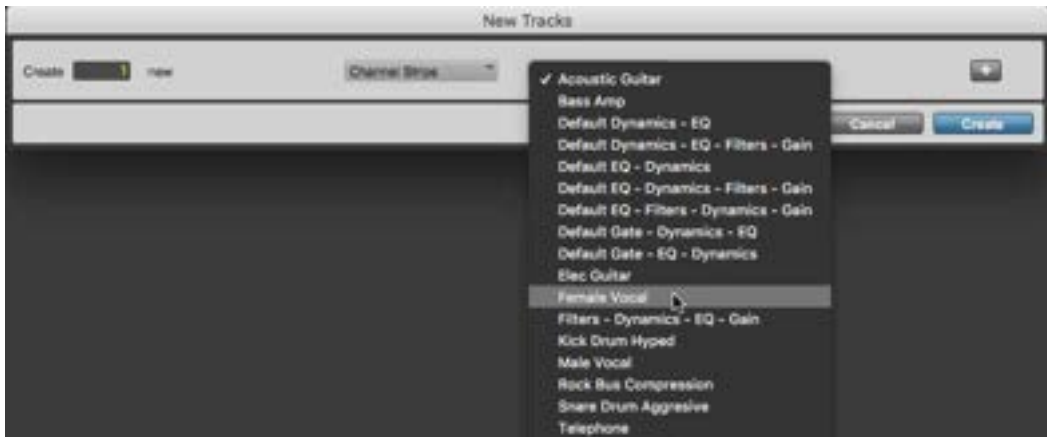 New Tracks
Create 1 new Channel Strips
✓ Acoustic Guitar
Bass Amp
Default Dynamics - EQ
Default Dynamics - EQ - Filters - Gain
Default EQ - Dynamics
Default EQ - Dynamics - Filters - Gain
Default EQ - Filters - Dynamics - Gain
Default Gate - Dynamics - EQ
Default Gate - EQ - Dynamics
Elec Guitar
Female Vocal
Filters - Dynamics - EQ - Gain
Kick Drum Hyped
Male Vocal
Rock Bus Compression
Snare Drum Aggresive
Telephone
Cancel Create